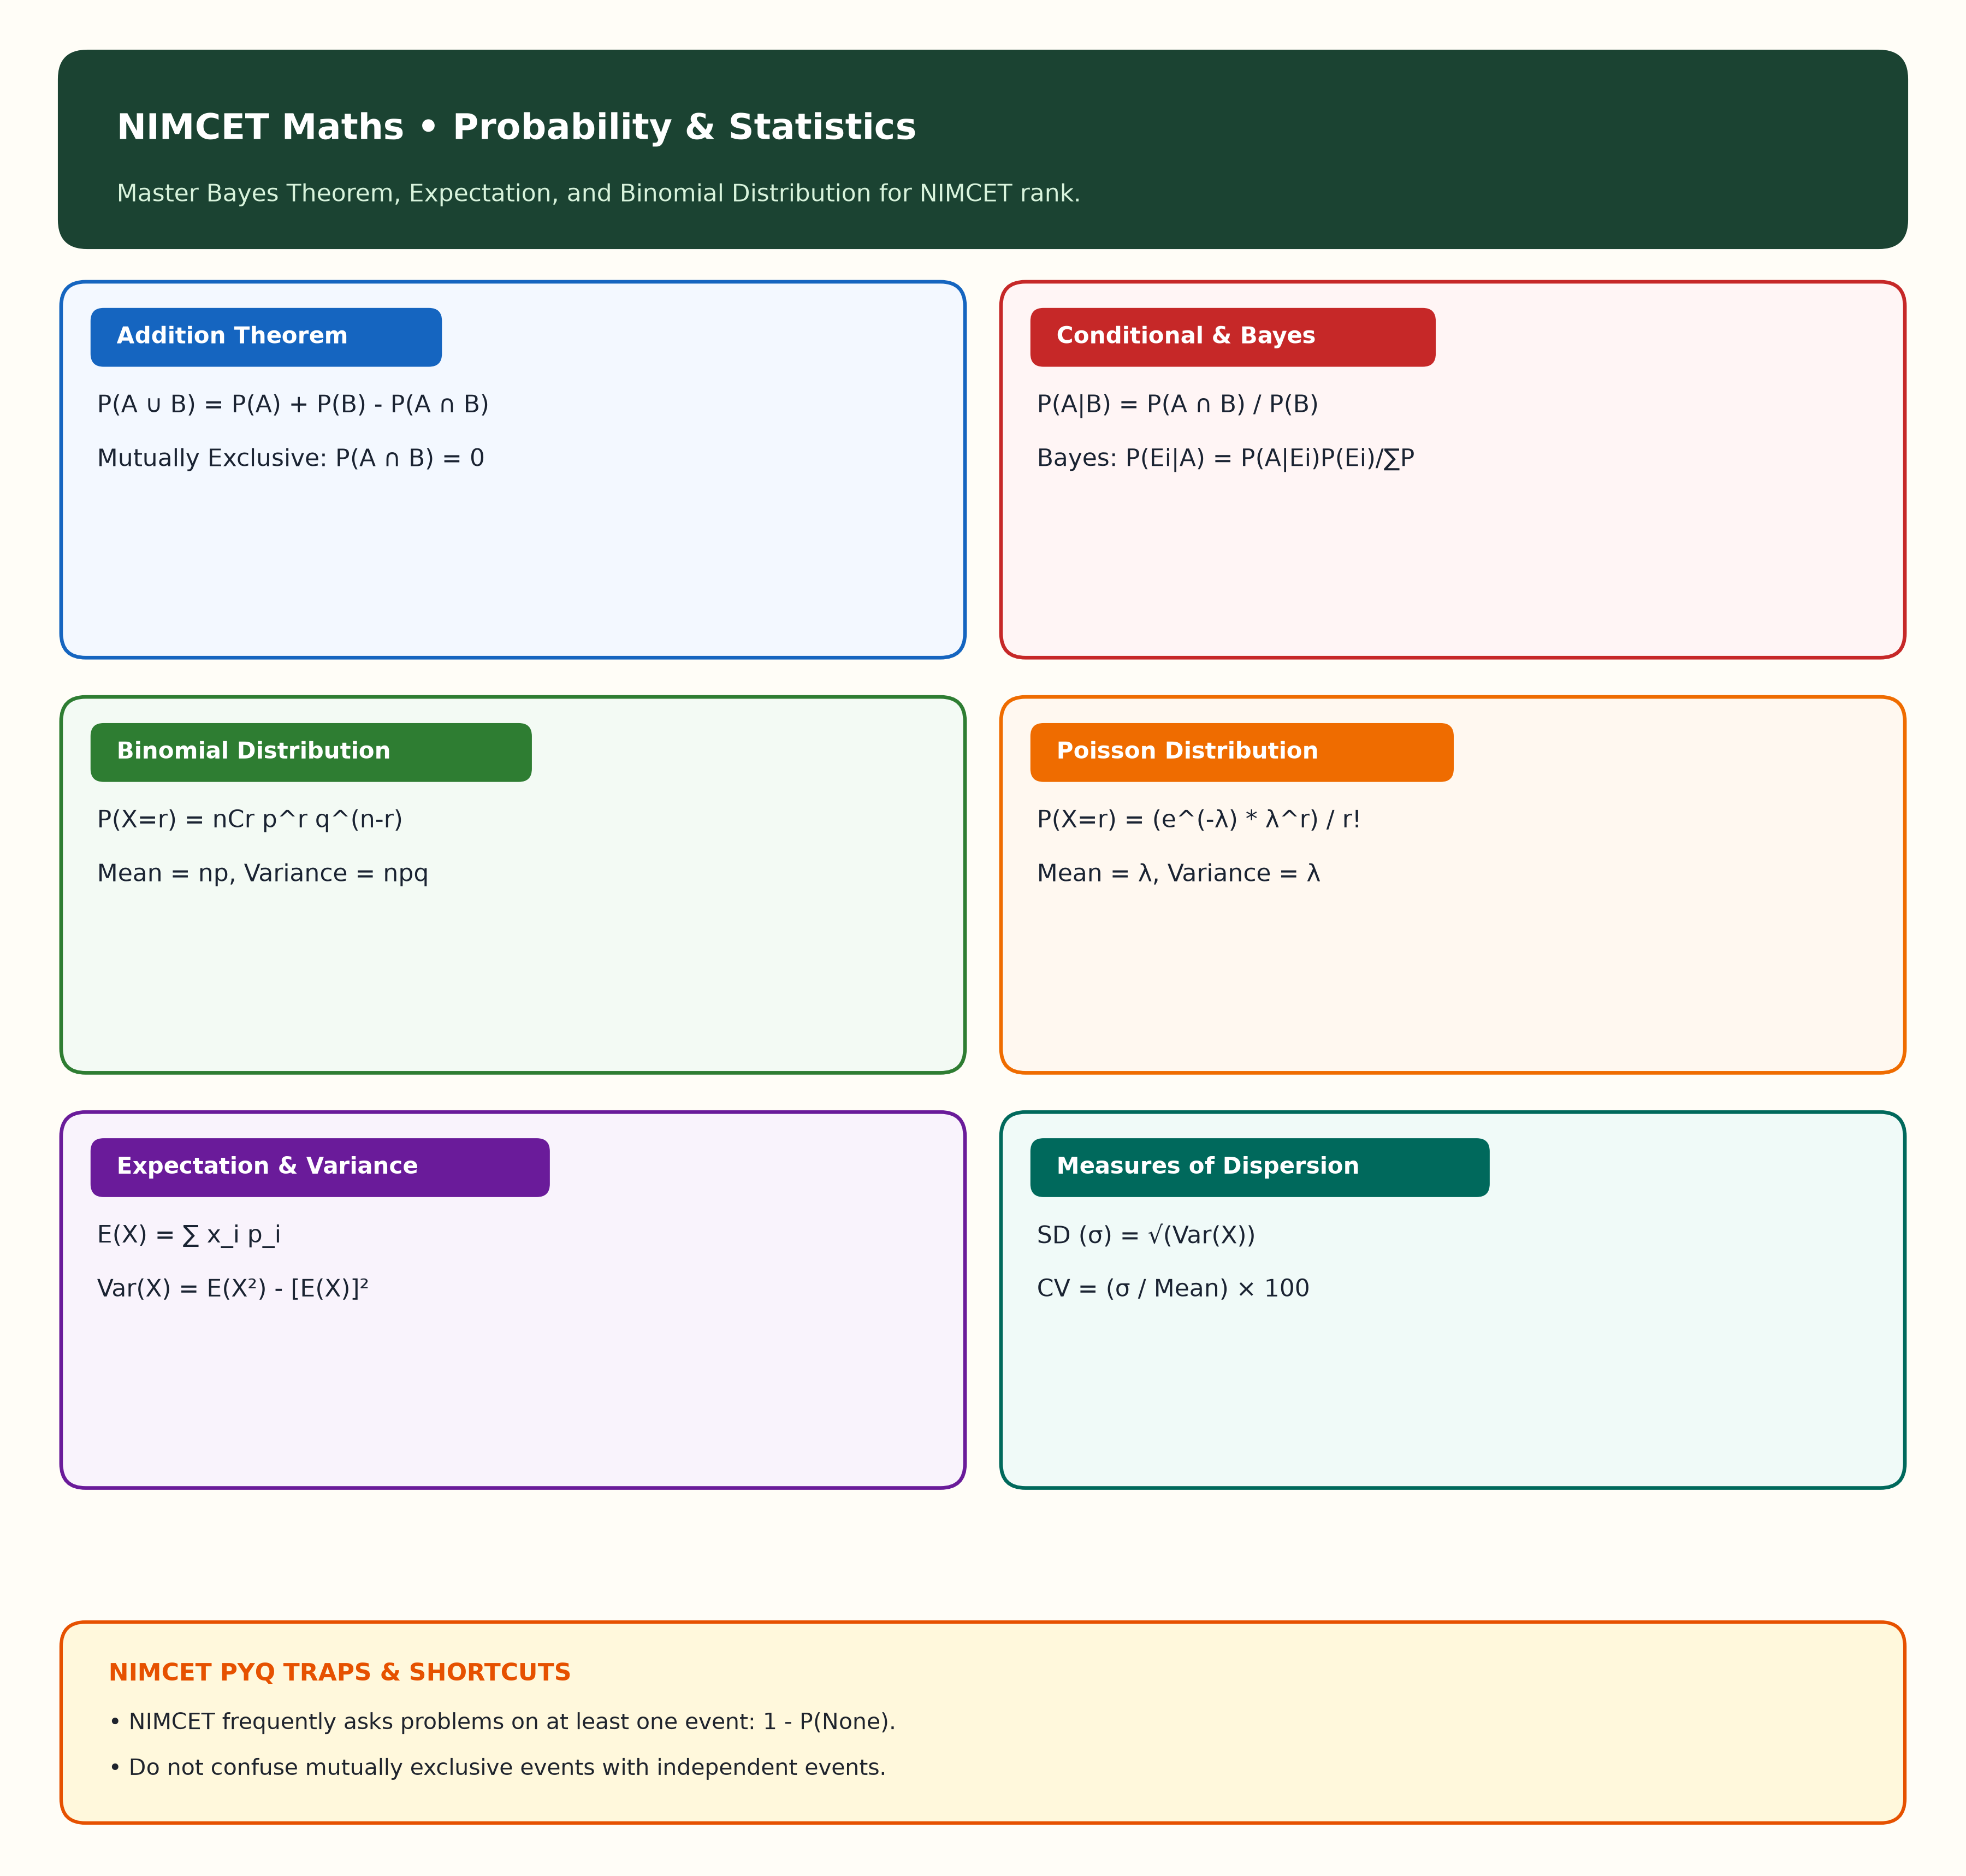 NIMCET Maths • Probability & Statistics
Master Bayes Theorem, Expectation, and Binomial Distribution for NIMCET rank.
Addition Theorem
P(A ∪ B) = P(A) + P(B) - P(A ∩ B)
Mutually Exclusive: P(A ∩ B) = 0
Conditional & Bayes
P(A|B) = P(A ∩ B) / P(B)
Bayes: P(Ei|A) = P(A|Ei)P(Ei)/∑P
Binomial Distribution
P(X=r) = nCr p^r q^(n-r)
Mean = np, Variance = npq
Poisson Distribution
P(X=r) = (e^(-λ) * λ^r) / r!
Mean = λ, Variance = λ
Expectation & Variance
E(X) = ∑ x_i p_i
Var(X) = E(X²) - [E(X)]²
Measures of Dispersion
SD (σ) = √(Var(X))
CV = (σ / Mean) × 100
NIMCET PYQ TRAPS & SHORTCUTS
• NIMCET frequently asks problems on at least one event: 1 - P(None).
• Do not confuse mutually exclusive events with independent events.